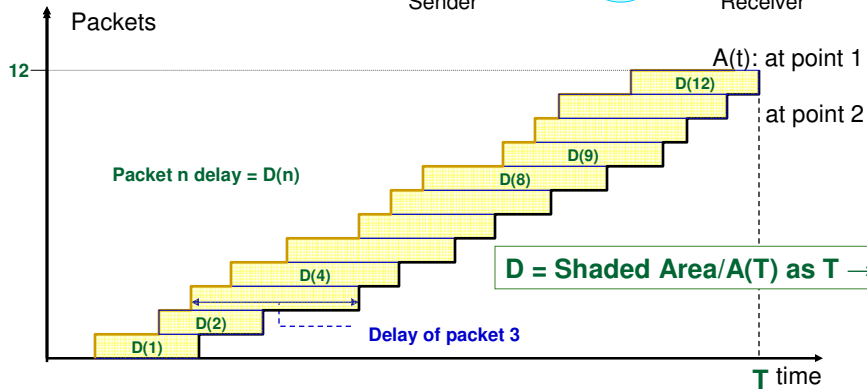 Sender
Receiver
Packets
A(t): at point 1
12
D(12)
at point 2
D(9)
Packet n delay = D(n)
D(8)
D(4)
D = Shaded Area/A(T) as T →
D(2)
Delay of packet 3
D(1)
T time